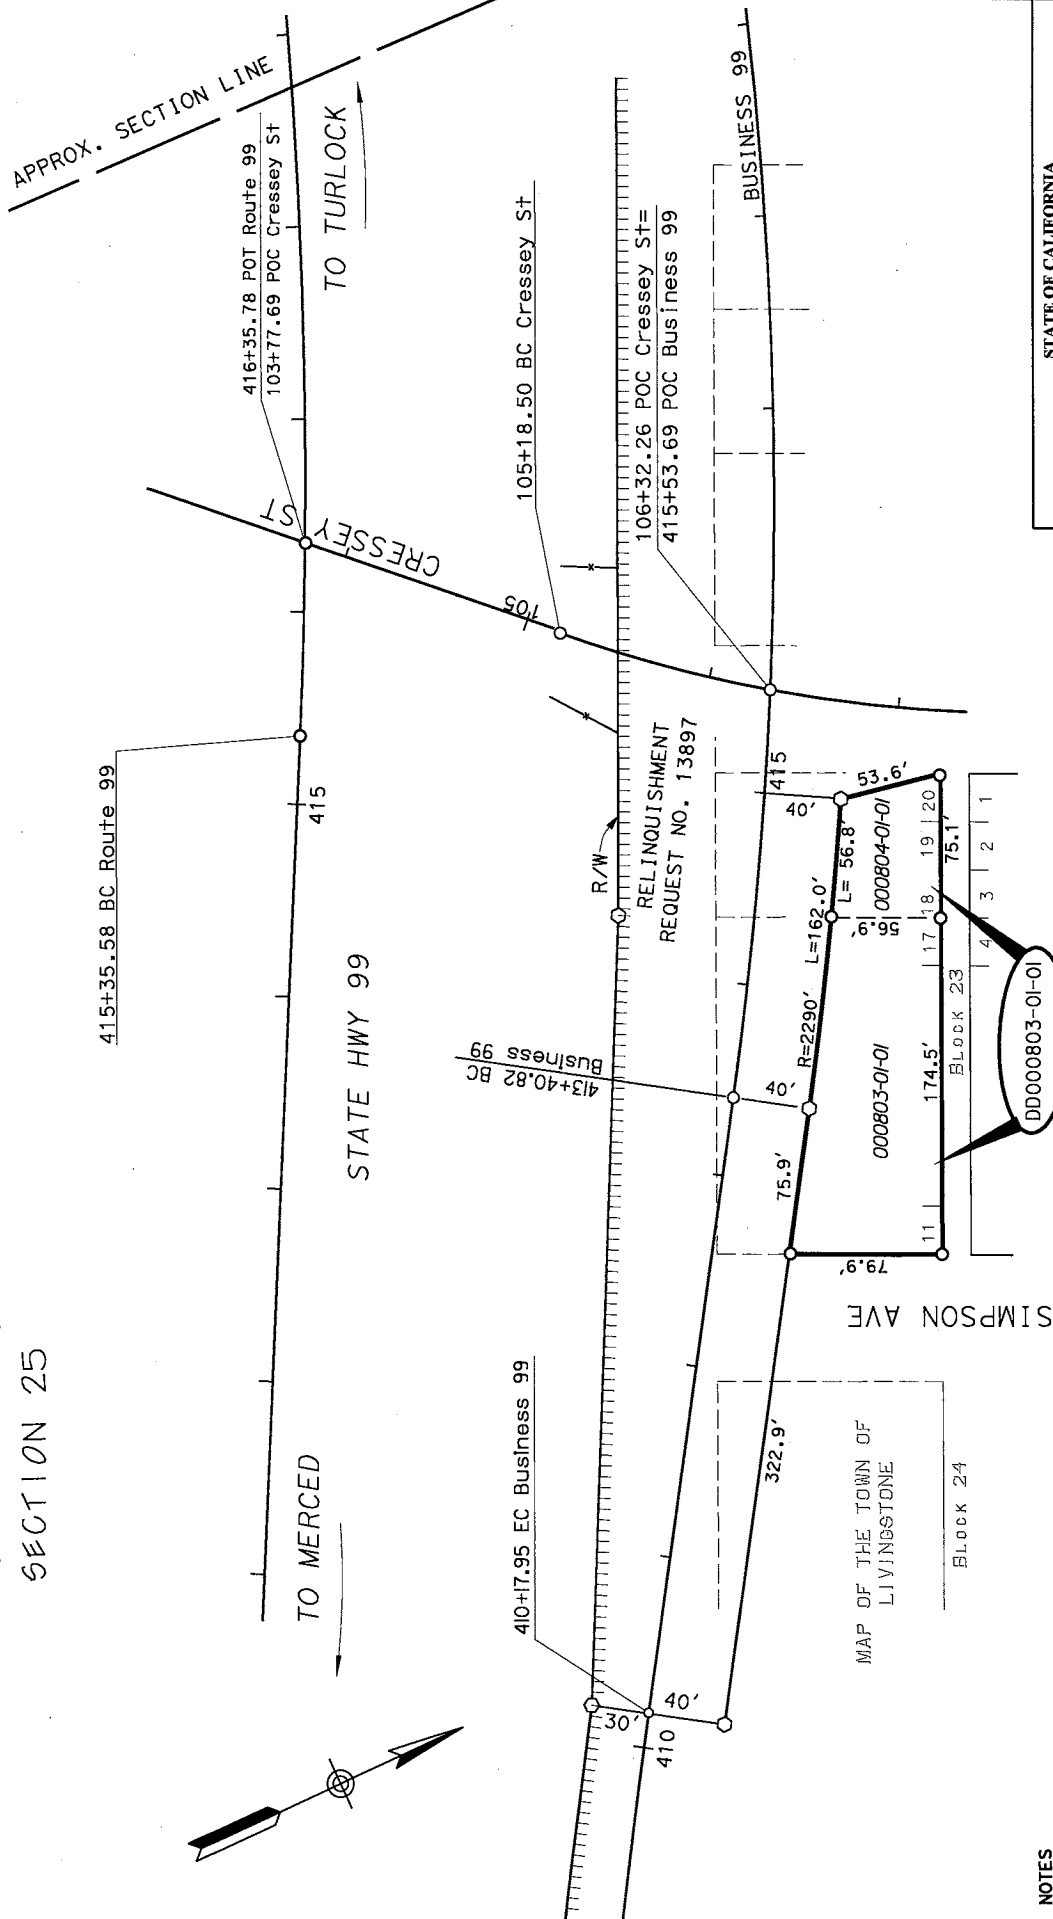 SECTION 25
APPROX. SECTION LINE
TO TURLOCK
416+35.78 POT Route 99
103+77.69 POC Cressey St
415+35.58 BC Route 99
415
STATE HWY 99
TO MERCED
CRESSEY ST
105
105+18.50 BC Cressey St
106+32.26 POC Cressey St=
415+53.69 POC Business 99
BUSINESS 99
R/W
RELINQUISHMENT
REQUEST NO. 13897
413+40.82 BC
Business 99
410+17.95 EC Business 99
30'
40'
410
40'
415
40'
322.9'
75.9'
R=2290'
L=162.0'
L= 56.8'
53.6'
79.9'
56.9'
174.5'
75.1'
000803-01-01
000804-01-01
11
17
18
19
20
4
3
2
1
BLOCK 23
DD000803-01-01
SIMPSON AVE
MAP OF THE TOWN OF
LIVINGSTONE
BLOCK 24
NOTES
STATE OF CALIFORNIA